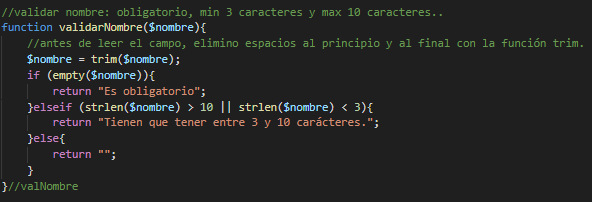 //validar nombre: obligatorio, min 3 caracteres y max 10 caracteres..
function validarNombre($nombre){
    //antes de leer el campo, elimino espacios al principio y al final con la función trim.
    $nombre = trim($nombre);
    if (empty($nombre)){
        return "Es obligatorio";
    }elseif (strlen($nombre) > 10 || strlen($nombre) < 3){
        return "Tienen que tener entre 3 y 10 carácteres.";
    }else{
        return "";
    }
}//valNombre